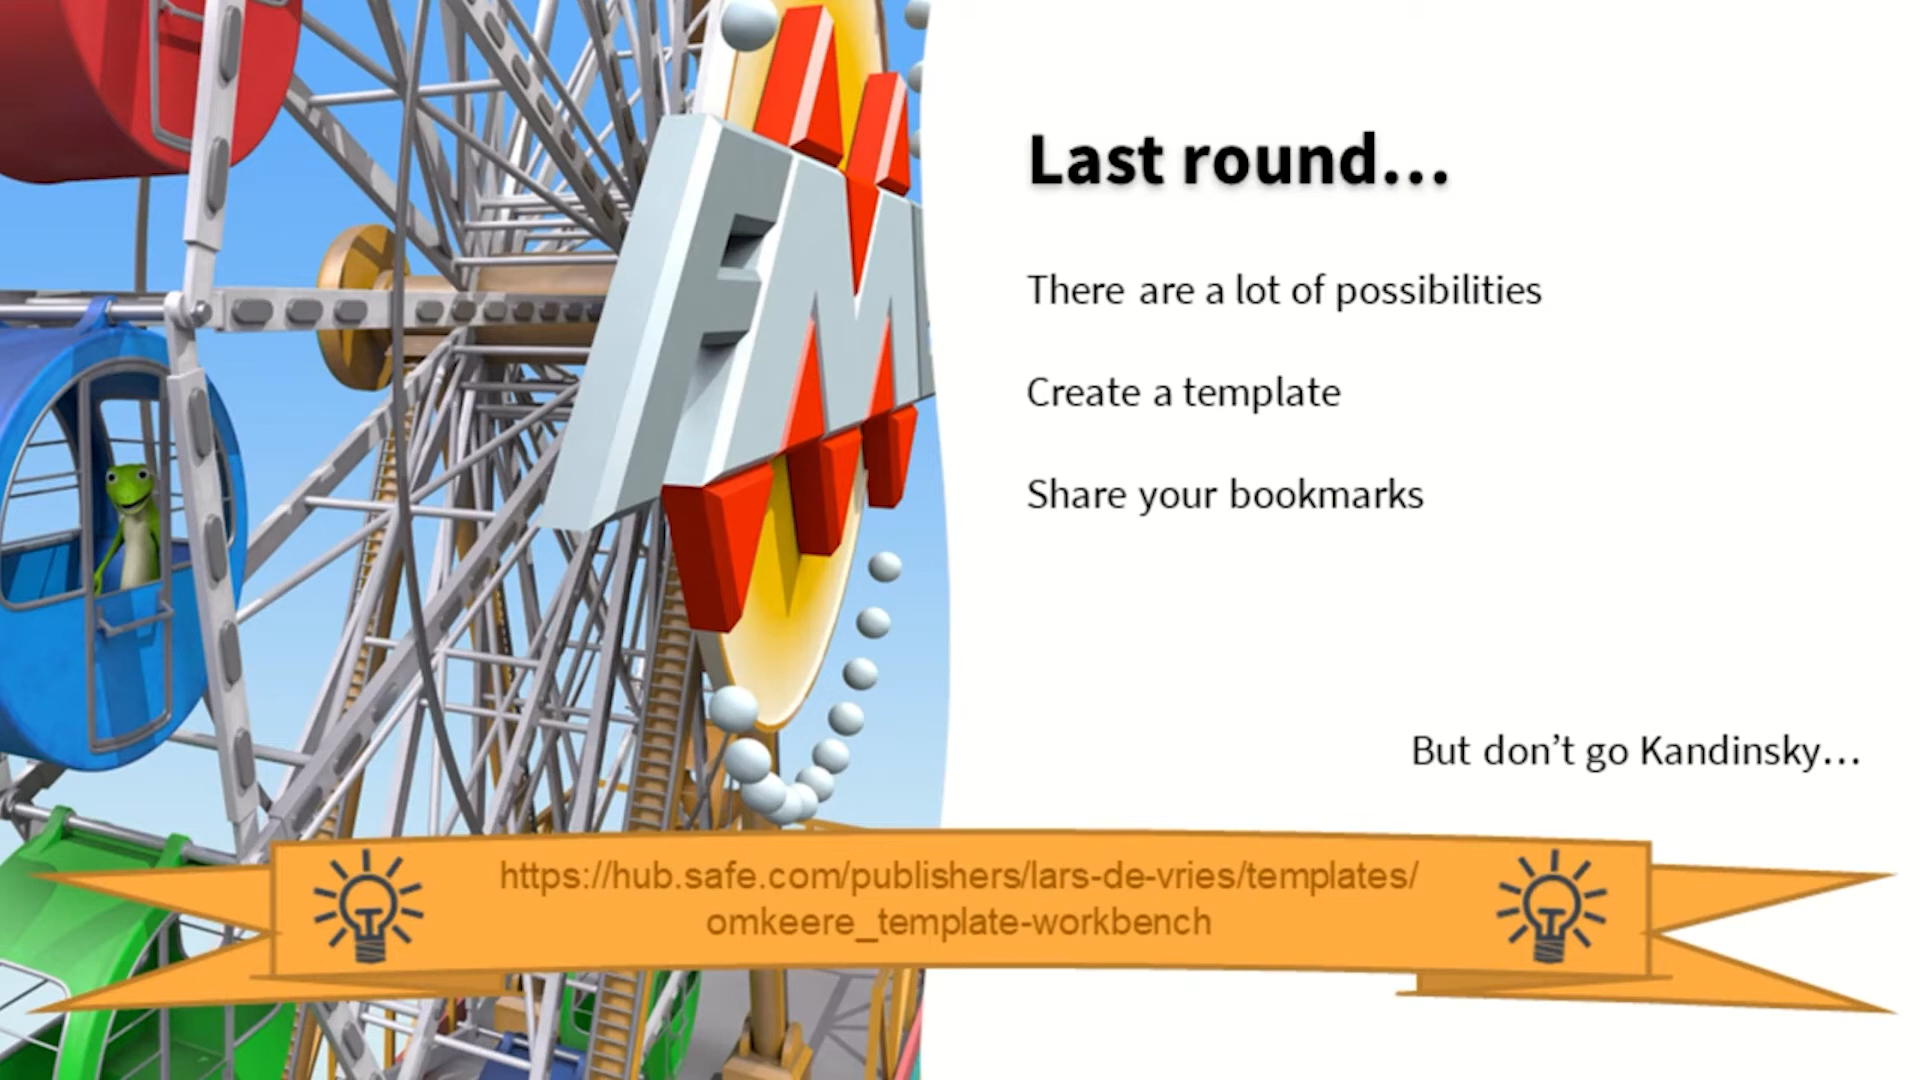 FM
Last round...
There are a lot of possibilities
Create a template
Share your bookmarks
But don’t go Kandinsky...
https://hub.safe.com/publishers/lars-de-vries/templates/
omkeere_template-workbench